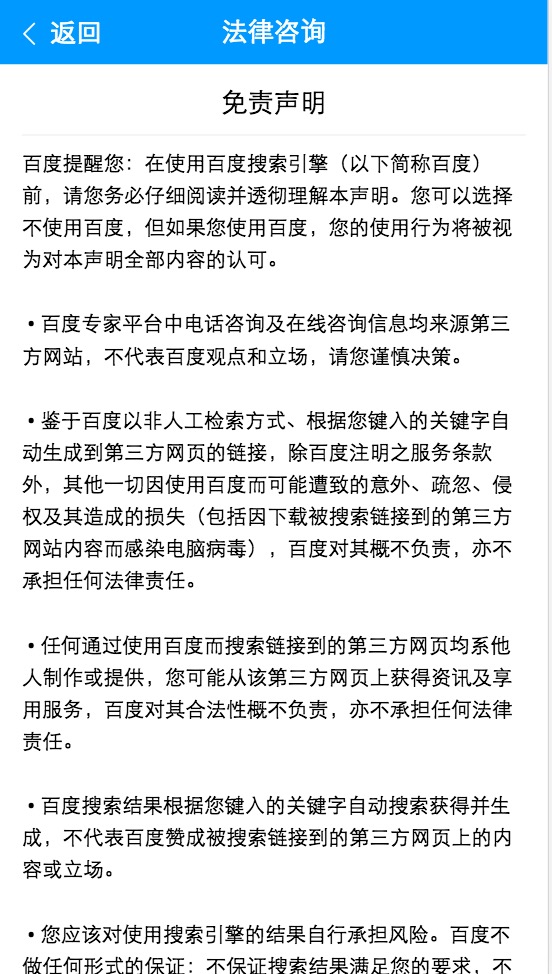 返回
法律咨询
免责声明
百度提醒您：在使用百度搜索引擎（以下简称百度）
前，请您务必仔细阅读并透彻理解本声明。您可以选择
不使用百度，但如果您使用百度，您的使用行为将被视
为对本声明全部内容的认可。
• 百度专家平台中电话咨询及在线咨询信息均来源第三
方网站，不代表百度观点和立场，请您谨慎决策。
• 鉴于百度以非人工检索方式、根据您键入的关键字自
动生成到第三方网页的链接，除百度注明之服务条款
外，其他一切因使用百度而可能遭致的意外、疏忽、侵
权及其造成的损失（包括因下载被搜索链接到的第三方
网站内容而感染电脑病毒），百度对其概不负责，亦不
承担任何法律责任。
• 任何通过使用百度而搜索链接到的第三方网页均系他
人制作或提供，您可能从该第三方网页上获得资讯及享
用服务，百度对其合法性概不负责，亦不承担任何法律
责任。
• 百度搜索结果根据您键入的关键字自动搜索获得并生
成，不代表百度赞成被搜索链接到的第三方网页上的内
容或立场。
• 您应该对使用搜索引擎的结果自行承担风险。百度不
做任何形式的保证：不保证搜索结果满足您的要求，不